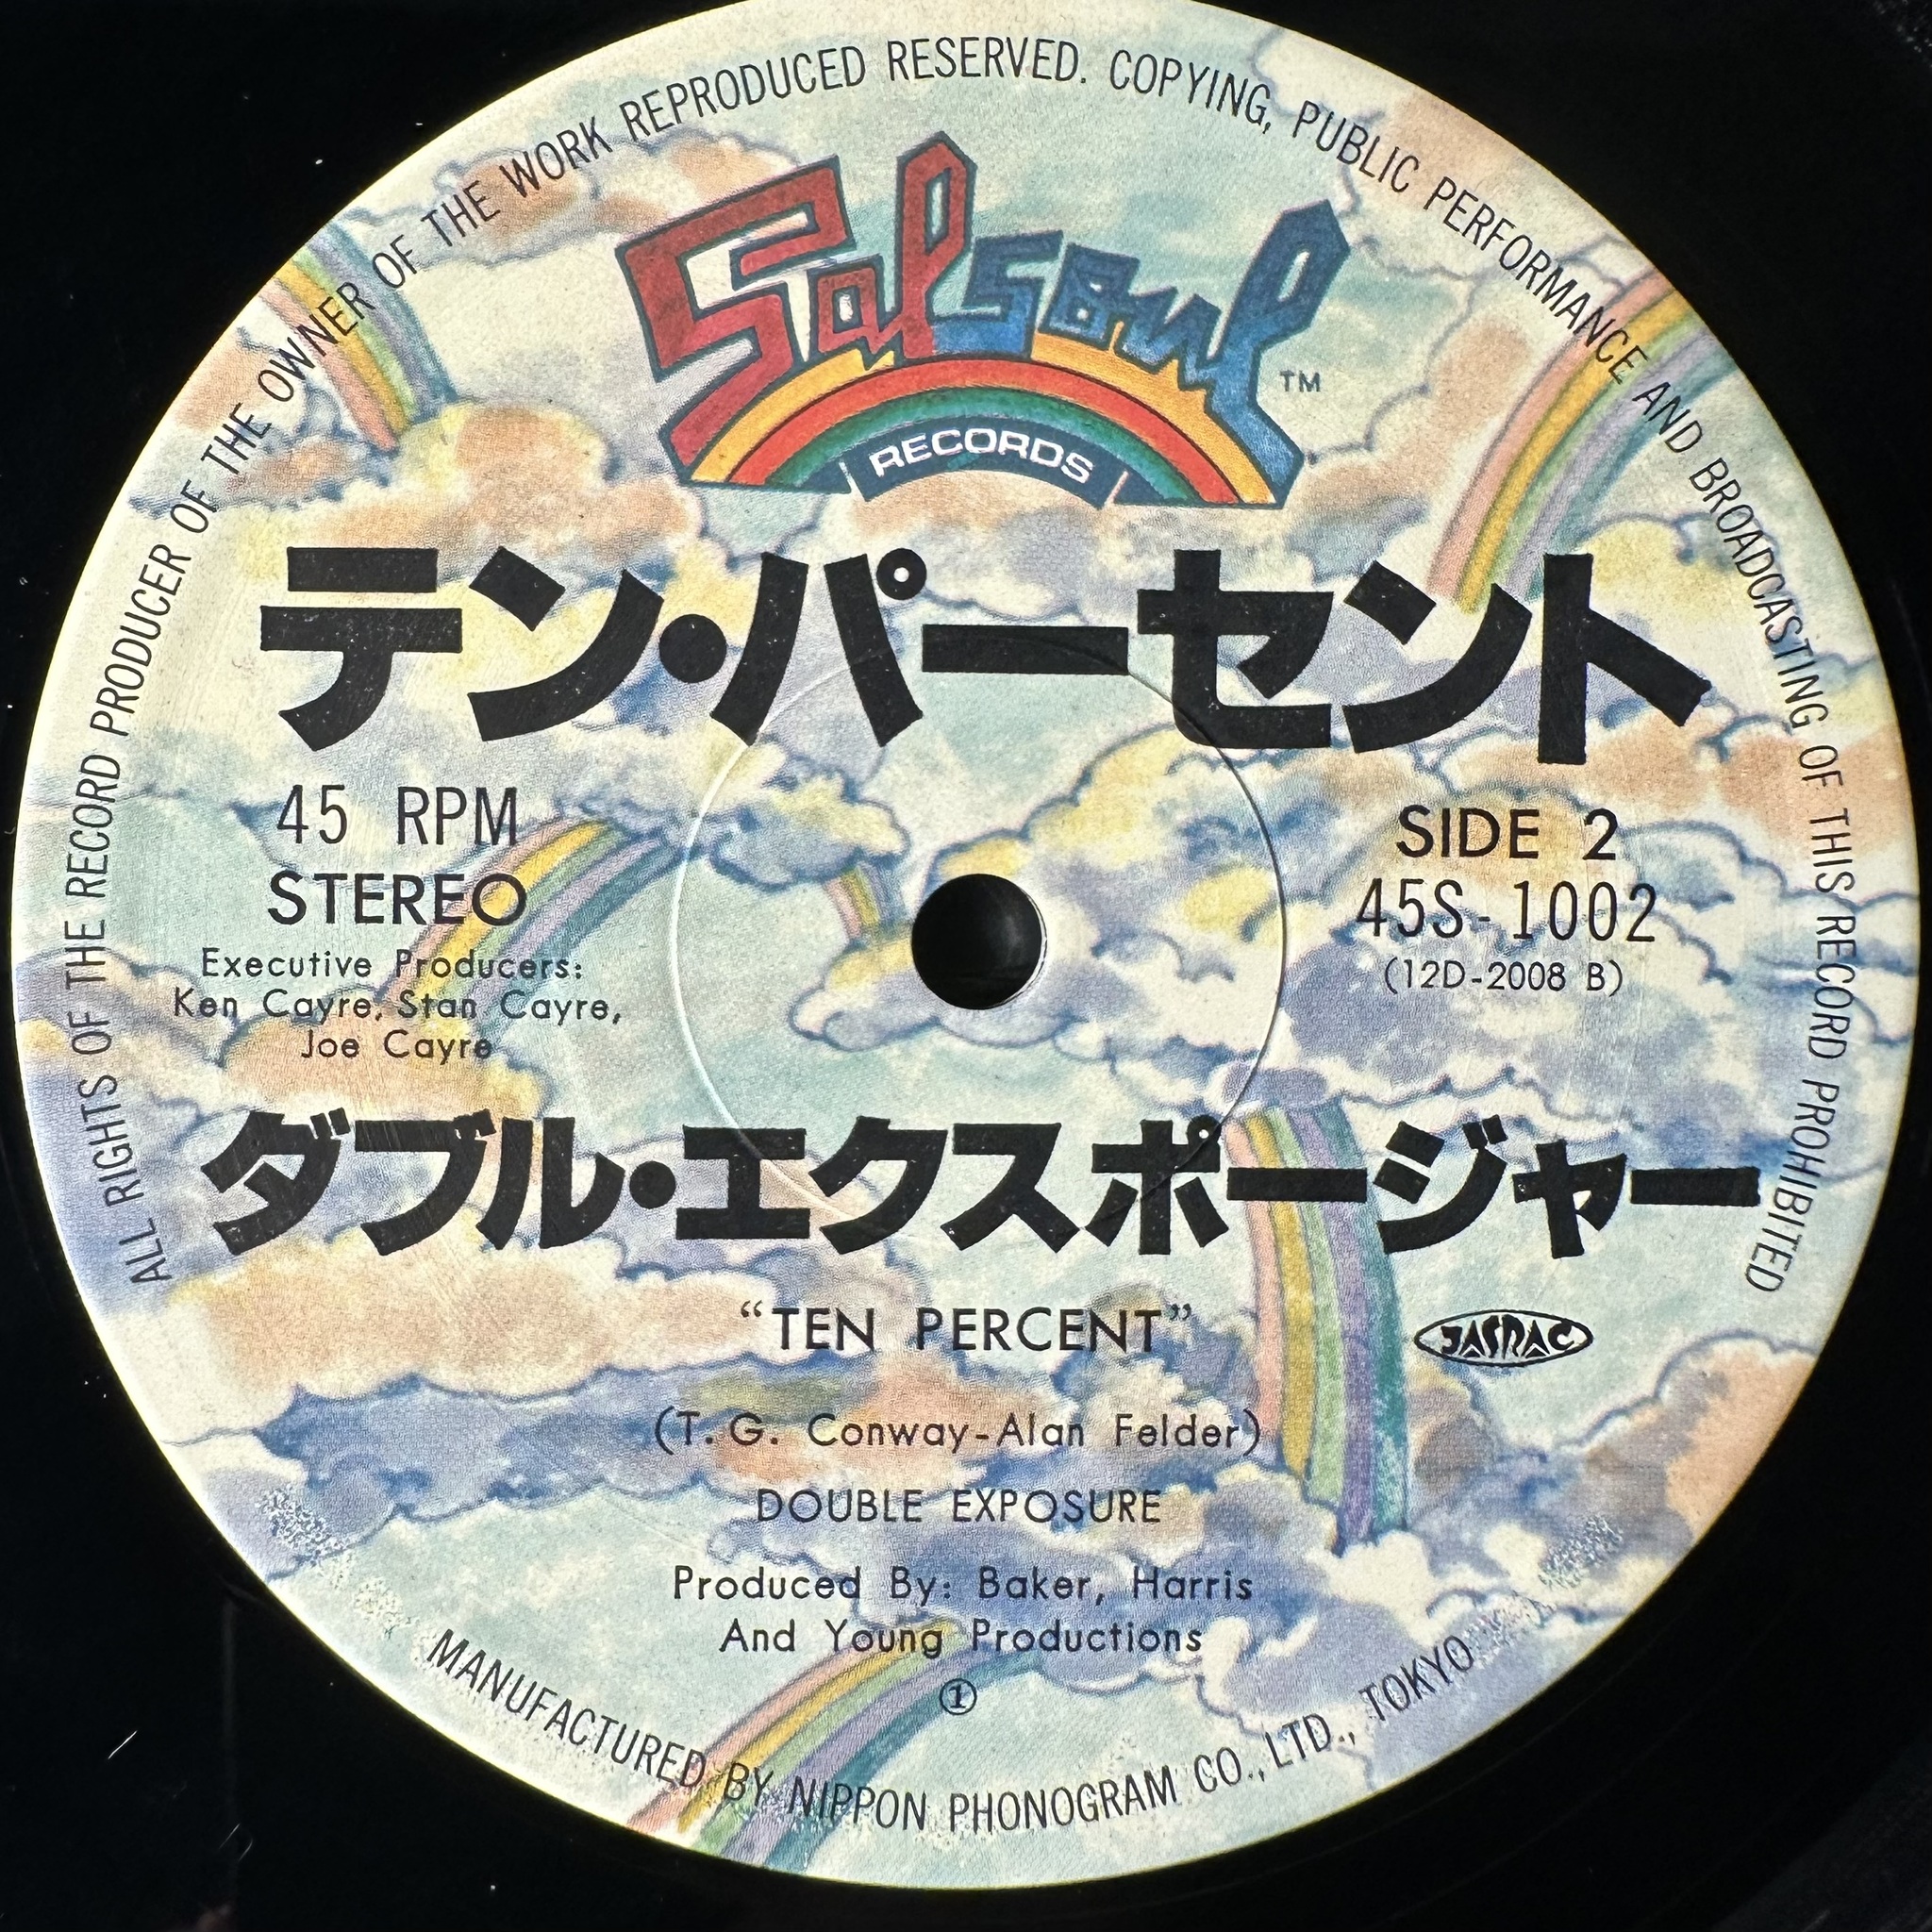 ALL RIGHTS OF THE RECORD PRODUCER OF THE OWNER OF THE WORK REPRODUCED RESERVED. COPYING, PUBLIC PERFORMANCE AND BROADCASTING OF THIS RECORD PROHIBITED
Salsoul
TM
RECORDS
テン・パーセント
45 RPM
STEREO
Executive Producers:
Ken Cayre, Stan Cayre,
Joe Cayre
SIDE 2
45S-1002
(12D-2008 B)
ダブル・エクスポージャー
“TEN PERCENT”
JASRAC
(T. G. Conway-Alan Felder)
DOUBLE EXPOSURE
Produced By: Baker, Harris
And Young Productions
①
MANUFACTURED BY NIPPON PHONOGRAM CO., LTD., TOKYO